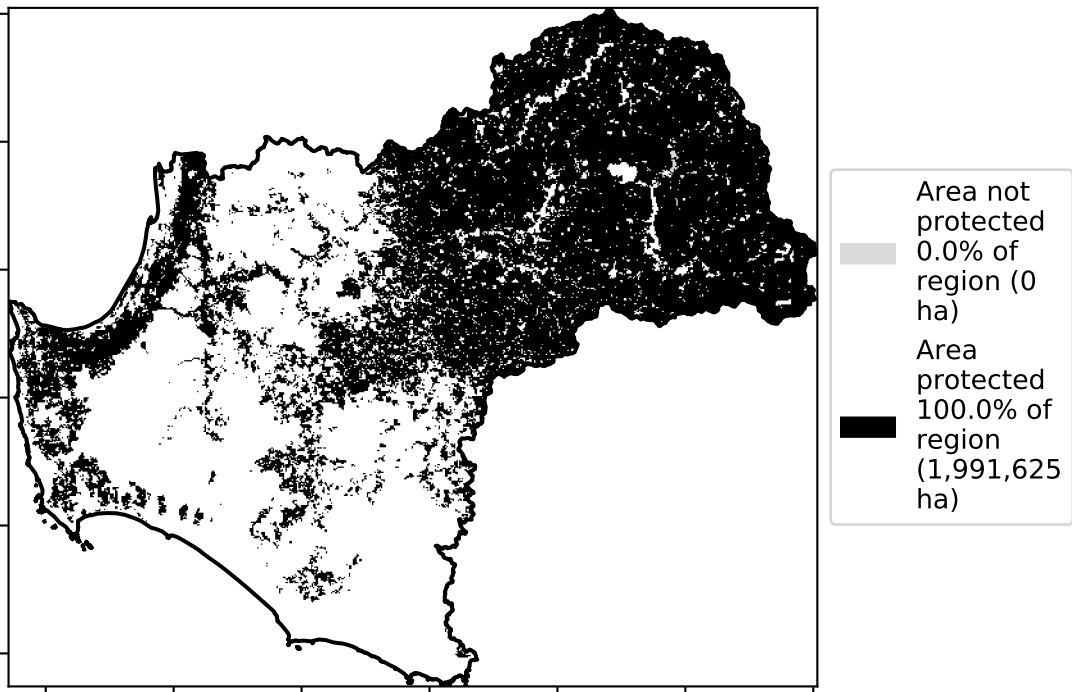 Area not
protected
0.0% of
region (0
ha)
Area
protected
100.0% of
region
(1,991,625
ha)